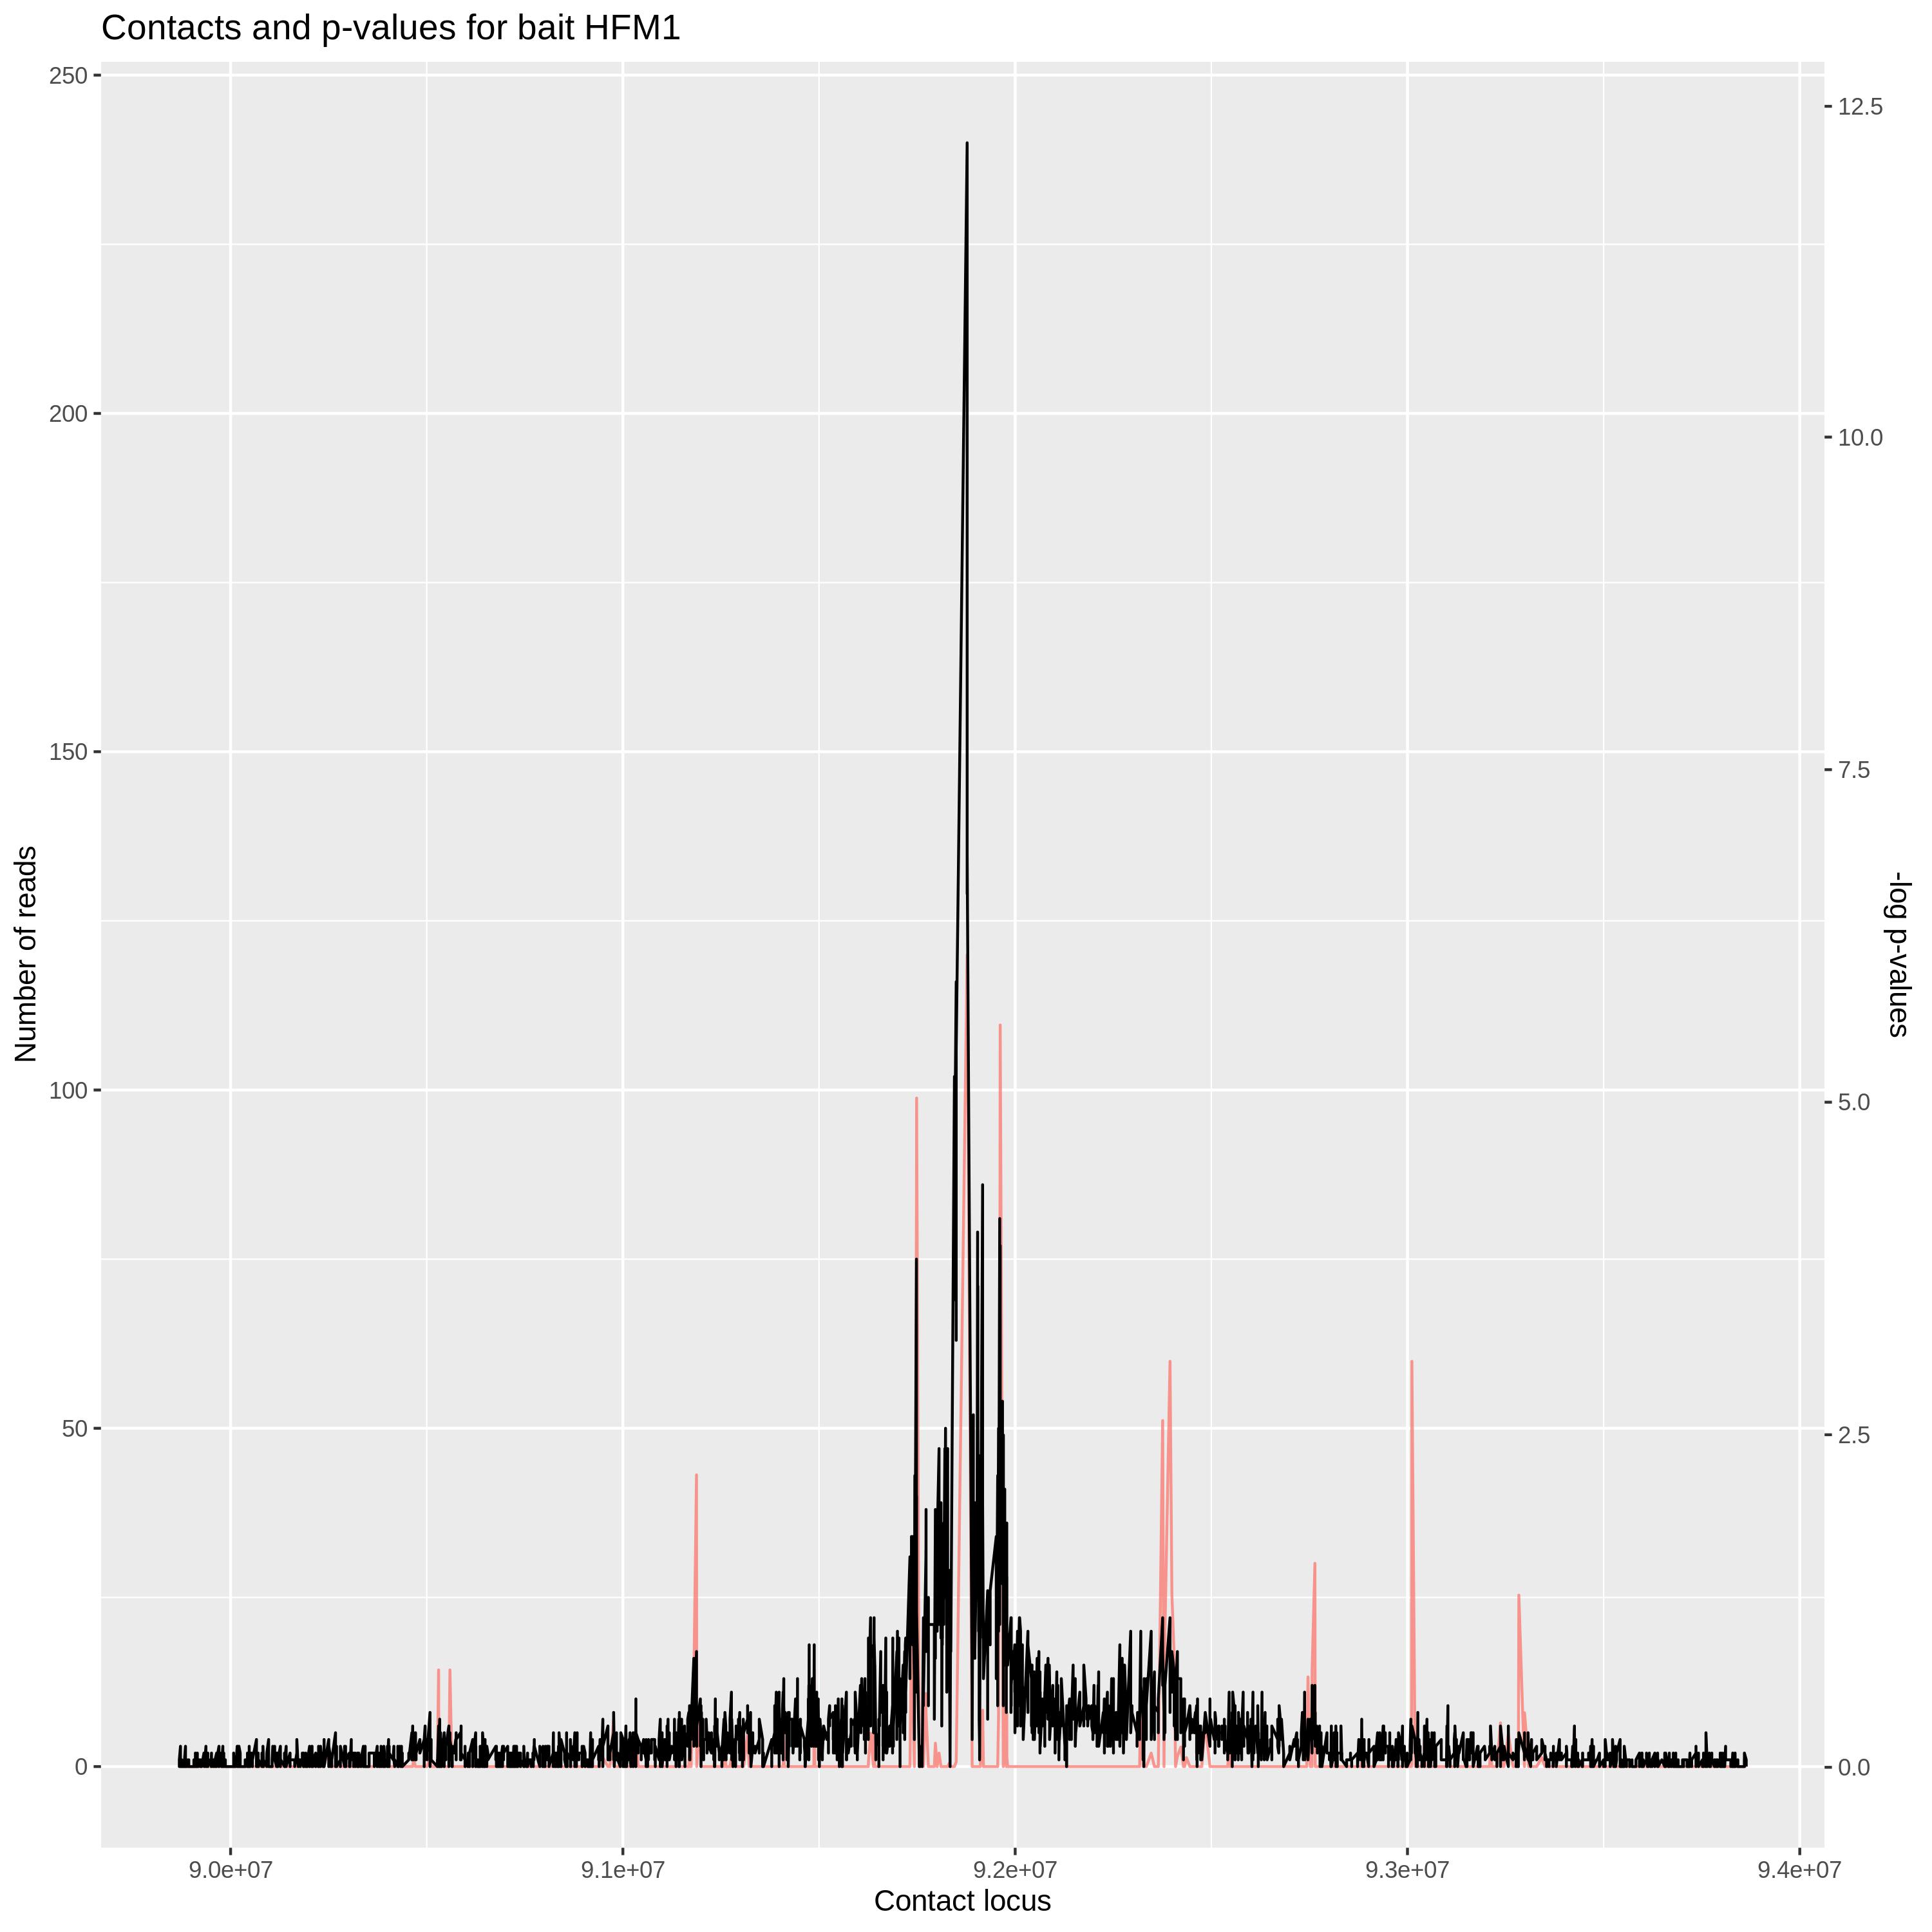 Contacts and p-values for bait HFM1
250
200
150
100
50
0
Number of reads
12.5
10.0
7.5
5.0
2.5
0.0
-log p-values
9.0e+07
9.1e+07
9.2e+07
9.3e+07
9.4e+07
Contact locus